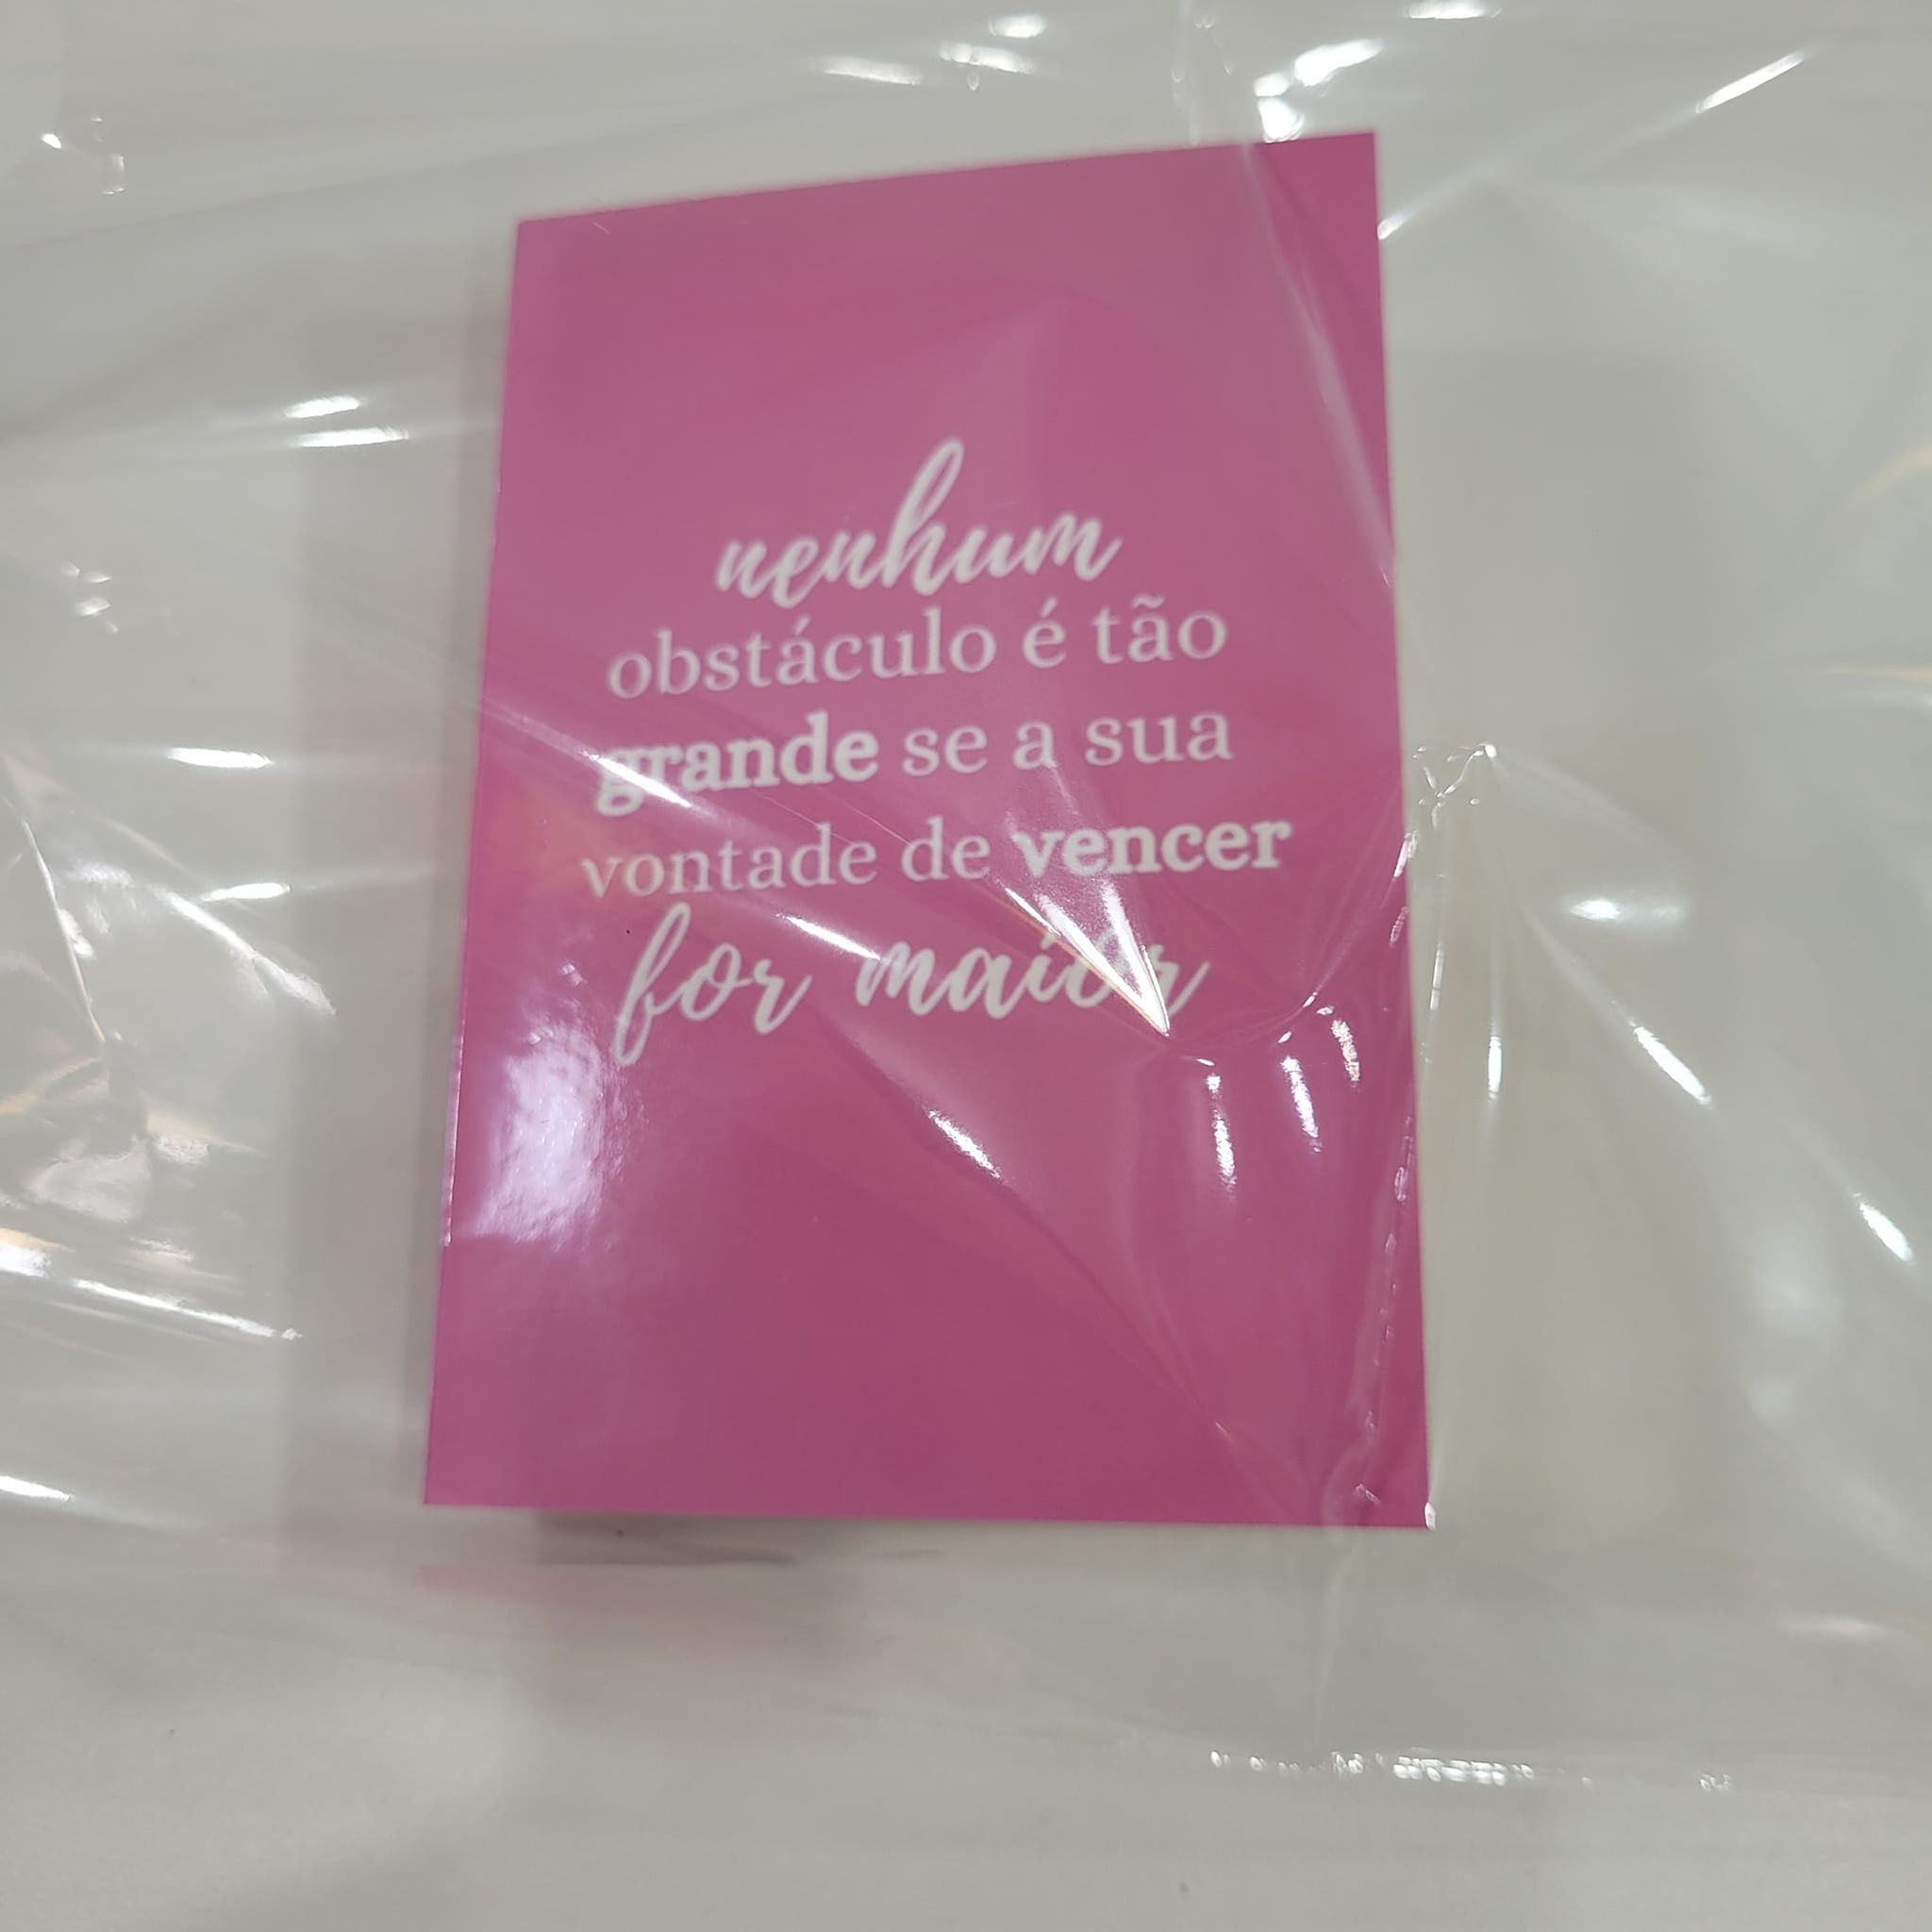 nenhum
obstáculo é tão
grande se a sua
vontade de vencer
for maior